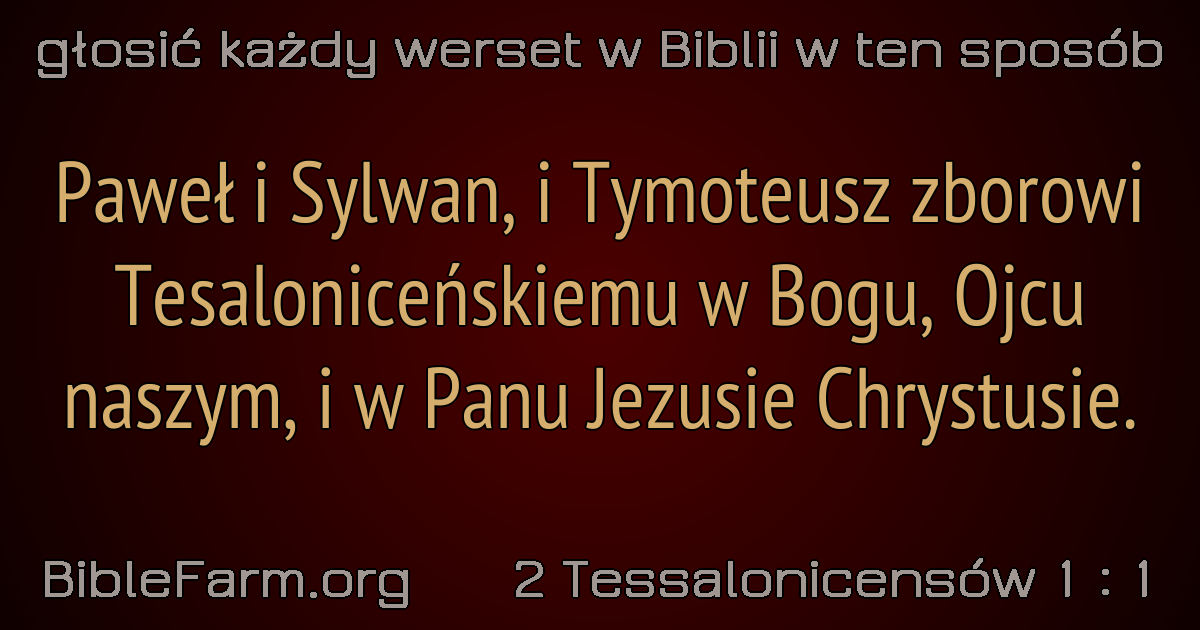 głosić każdy werset w Biblii w ten sposób
Paweł i Sylwan, i Tymoteusz zborowi
Tesaloniceńskiemu w Bogu, Ojcu
naszym, i w Panu Jezusie Chrystusie.
BibleFarm.org 2 Tessalonicensów 1 : 1